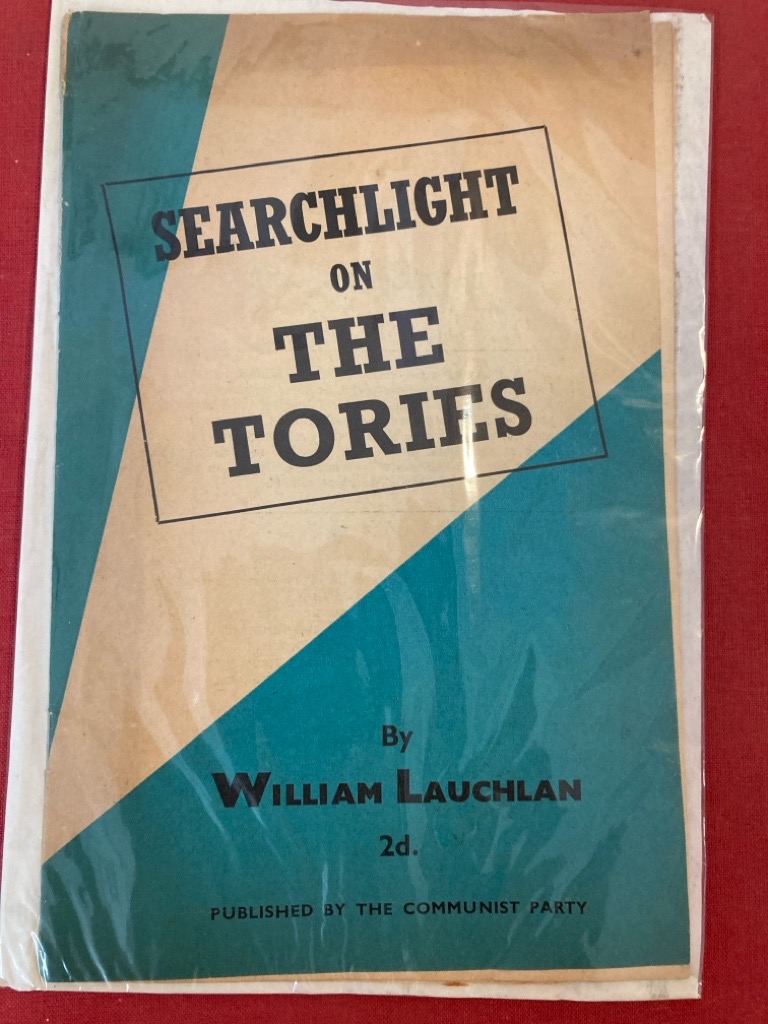 SEARCHLIGHT
ON
THE
TORIES
By
WILLIAM LAUCHLAN
2d.
PUBLISHED BY THE COMMUNIST PARTY